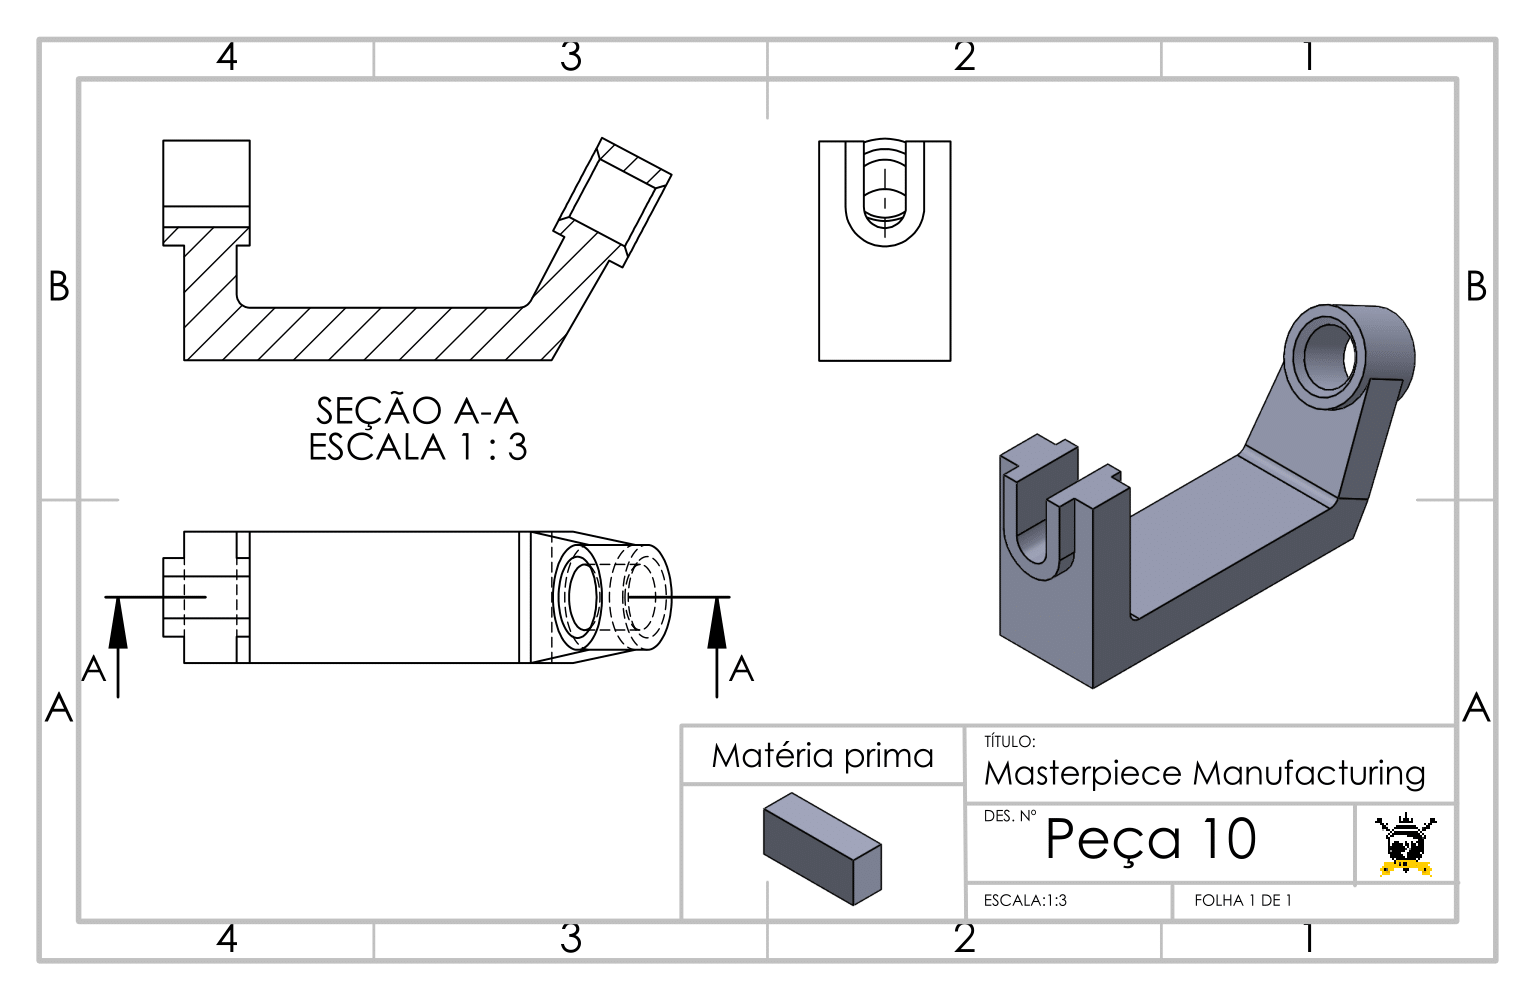 4 3 2 1
B B
SEÇÃO A-A
ESCALA 1 : 3
A A
A A
Matéria prima
TÍTULO:
Masterpiece Manufacturing
DES. Nº
Peça 10
ESCALA:1:3
FOLHA 1 DE 1
4 3 2 1